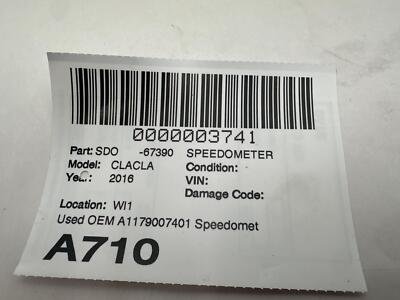 0000003741
Part: SDO -67390 SPEEDOMETER
Model: CLACLA Condition:
Year: 2016 VIN:
Damage Code:
Location: WI1
Used OEM A1179007401 Speedomet
A710